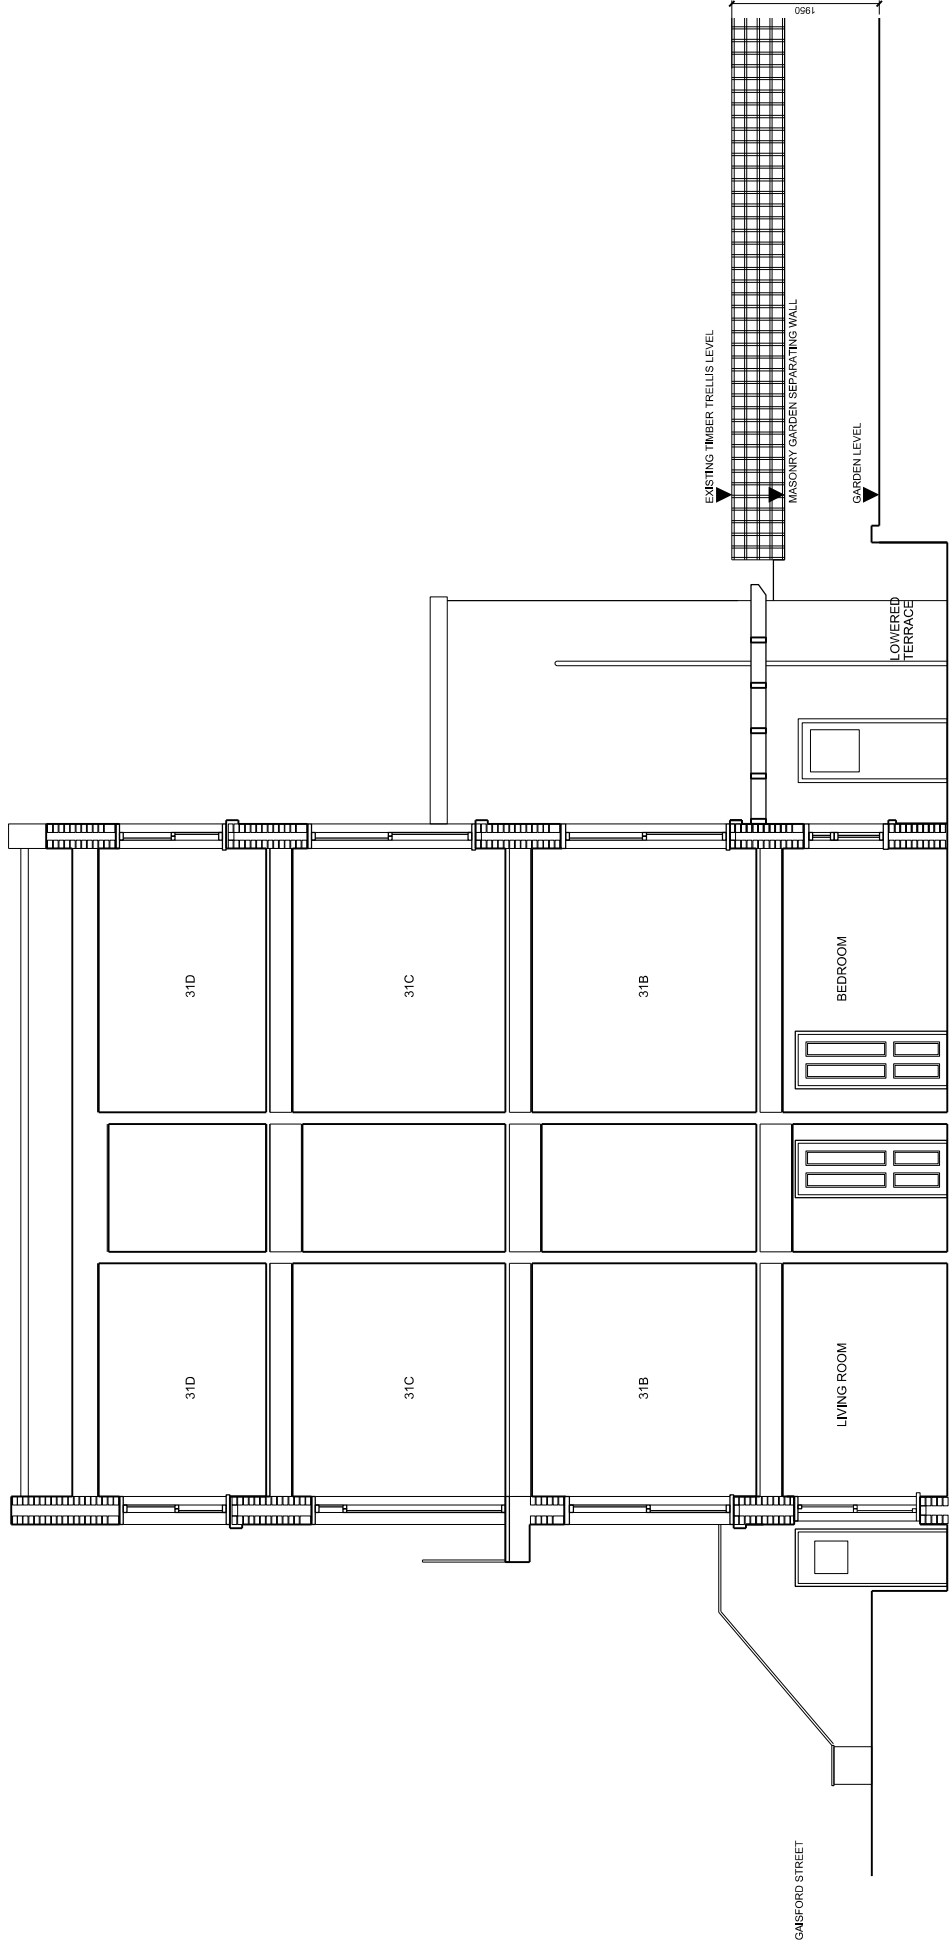 1950
EXISTING TIMBER TRELLIS LEVEL
MASONRY GARDEN SEPARATING WALL
GARDEN LEVEL
LOWERED
TERRACE
31D
31C
31B
BEDROOM
31D
31C
31B
LIVING ROOM
GAISFORD STREET